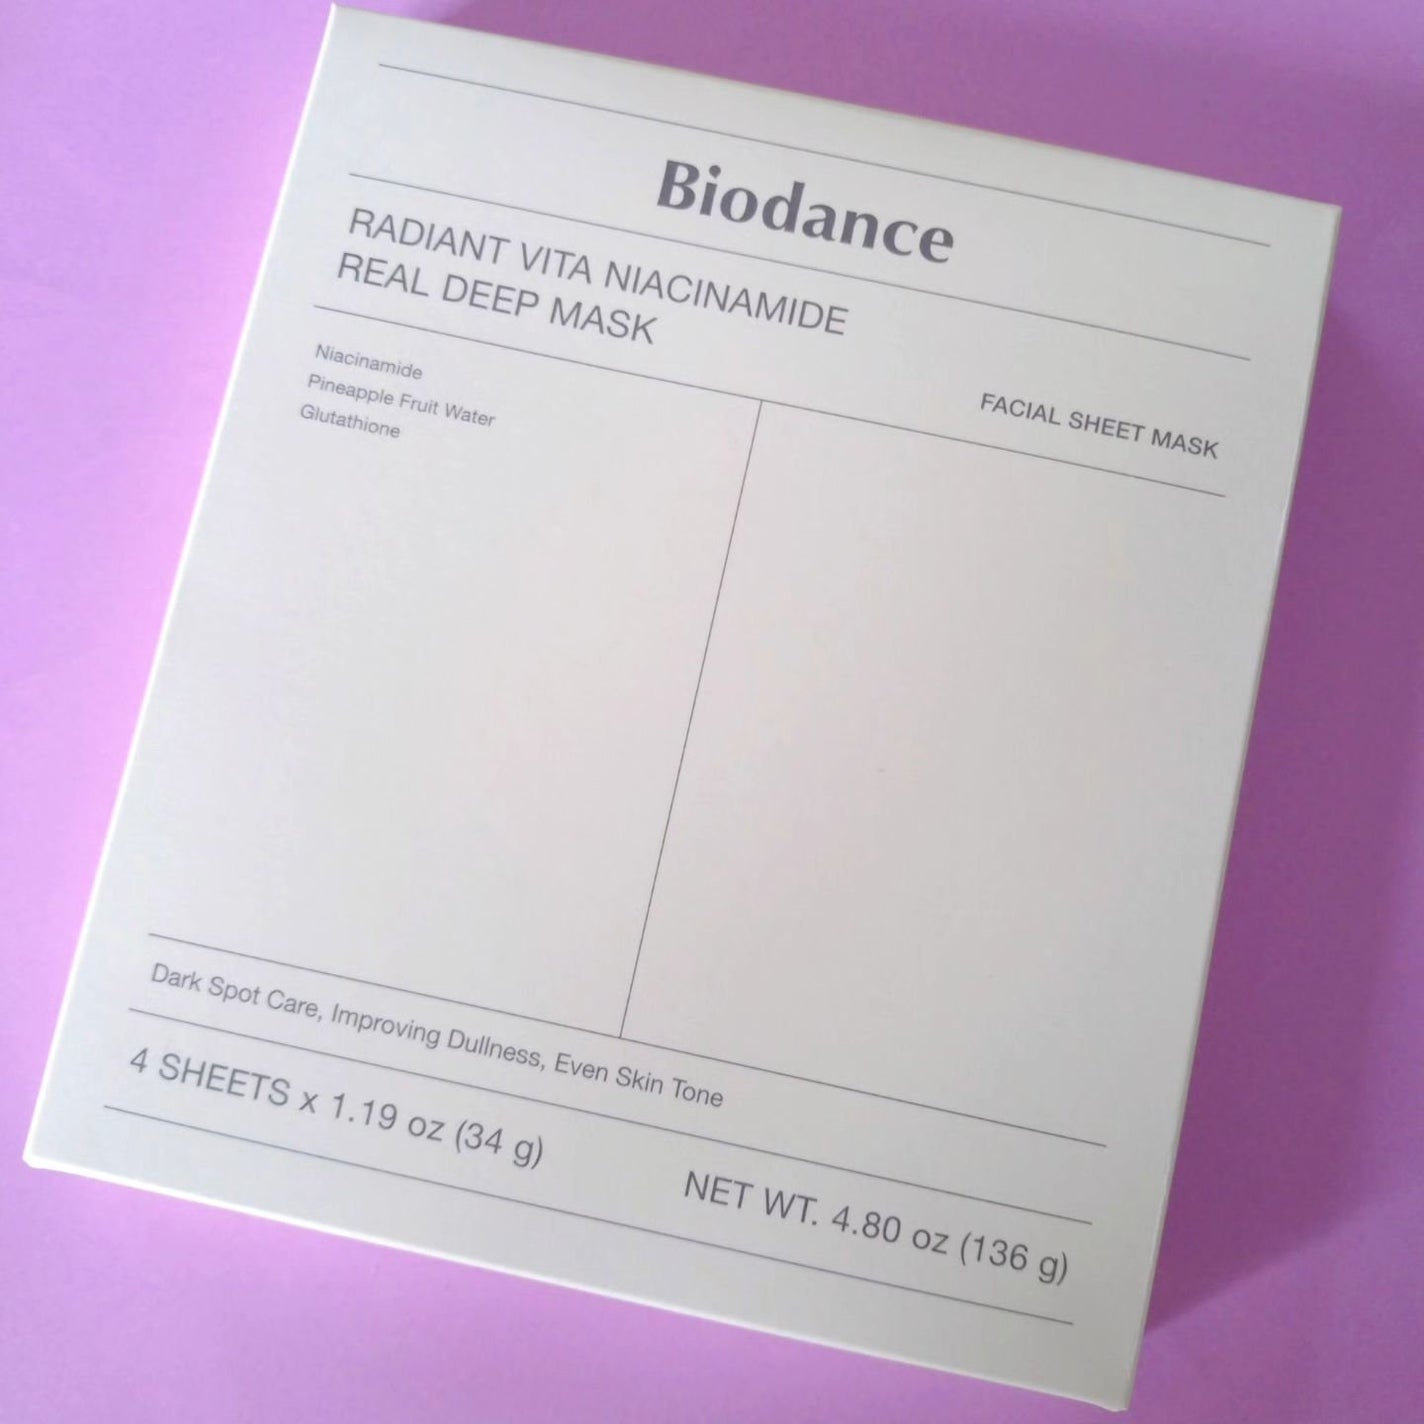 Biodance
RADIANT VITA NIACINAMIDE
REAL DEEP MASK
FACIAL SHEET MASK
Niacinamide
Pineapple Fruit Water
Glutathione
Dark Spot Care, Improving Dullness, Even Skin Tone
4 SHEETS x 1.19 oz (34 g)
NET WT. 4.80 oz (136 g)